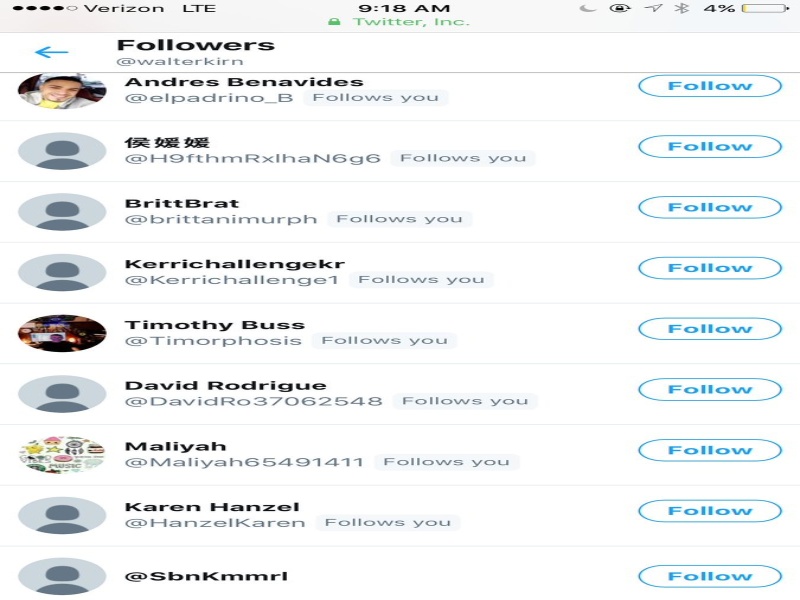 Verizon LTE 9:18 AM 4%
Twitter, Inc.
Followers
@walterkirn
Andres Benavides
@elpadrino_B Follows you
Follow
侯媛媛
@H9fthmRxlhaN6g6 Follows you
Follow
BrittBrat
@brittanimurph Follows you
Follow
Kerrichallengekr
@Kerrichallenge1 Follows you
Follow
Timothy Buss
@Timorphosis Follows you
Follow
David Rodrigue
@DavidRo37062548 Follows you
Follow
Maliyah
@Maliyah65491411 Follows you
Follow
Karen Hanzel
@HanzelKaren Follows you
Follow
@SbnKmmrl
Follow